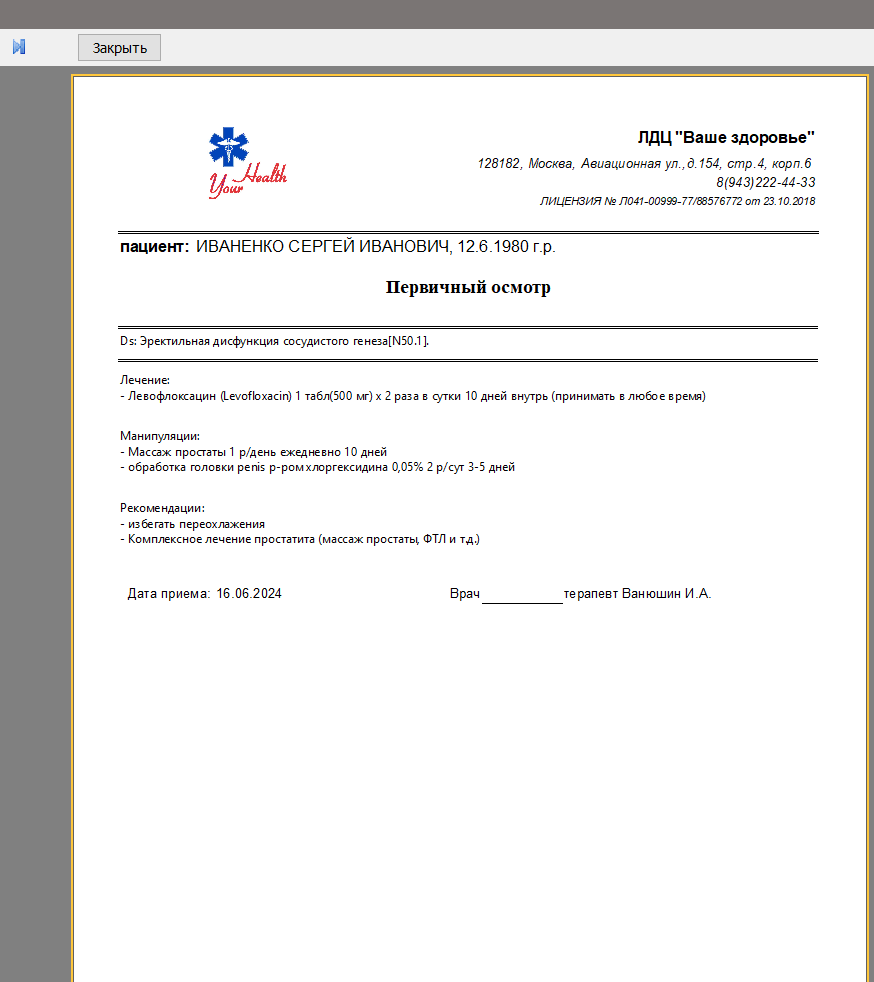 Закрыть
Your Health
ЛДЦ "Ваше здоровье"
128182, Москва, Авиационная ул.,д.154, стр.4, корп.6
8(943)222-44-33
ЛИЦЕНЗИЯ № Л041-00999-77/88576772 от 23.10.2018
пациент: ИВАНЕНКО СЕРГЕЙ ИВАНОВИЧ, 12.6.1980 г.р.
Первичный осмотр
Ds: Эректильная дисфункция сосудистого генеза[N50.1].
Лечение:
- Левофлоксацин (Levofloxacin) 1 табл(500 мг) х 2 раза в сутки 10 дней внутрь (принимать в любое время)
Манипуляции:
- Массаж простаты 1 р/день ежедневно 10 дней
- обработка головки penis р-ром хлоргексидина 0,05% 2 р/сут 3-5 дней
Рекомендации:
- избегать переохлажения
- Комплексное лечение простатита (массаж простаты, ФТЛ и т.д.)
Дата приема: 16.06.2024 Врач ___________терапевт Ванюшин И.А.